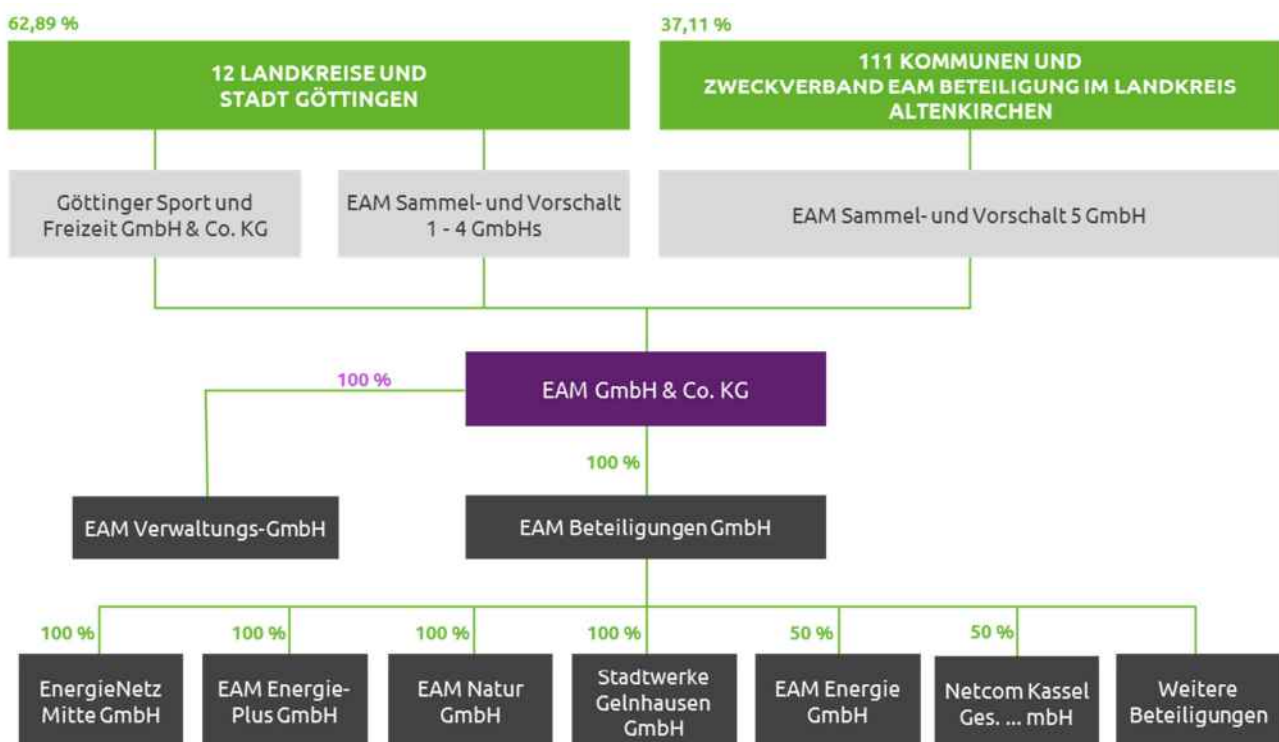 62,89 %
37,11 %
12 LANDKREISE UND
STADT GÖTTINGEN
111 KOMMUNEN UND
ZWECKVERBAND EAM BETEILIGUNG IM LANDKREIS
ALTENKIRCHEN
Göttinger Sport und
Freizeit GmbH & Co. KG
EAM Sammel- und Vorschalt
1 - 4 GmbHs
EAM Sammel- und Vorschalt 5 GmbH
100 %
EAM GmbH & Co. KG
100 %
EAM Verwaltungs-GmbH
EAM Beteiligungen GmbH
100 %
100 %
100 %
100 %
50 %
50 %
EnergieNetz
Mitte GmbH
EAM Energie-
Plus GmbH
EAM Natur
GmbH
Stadtwerke
Gelnhausen
GmbH
EAM Energie
GmbH
Netcom Kassel
Ges. ... mbH
Weitere
Beteiligungen